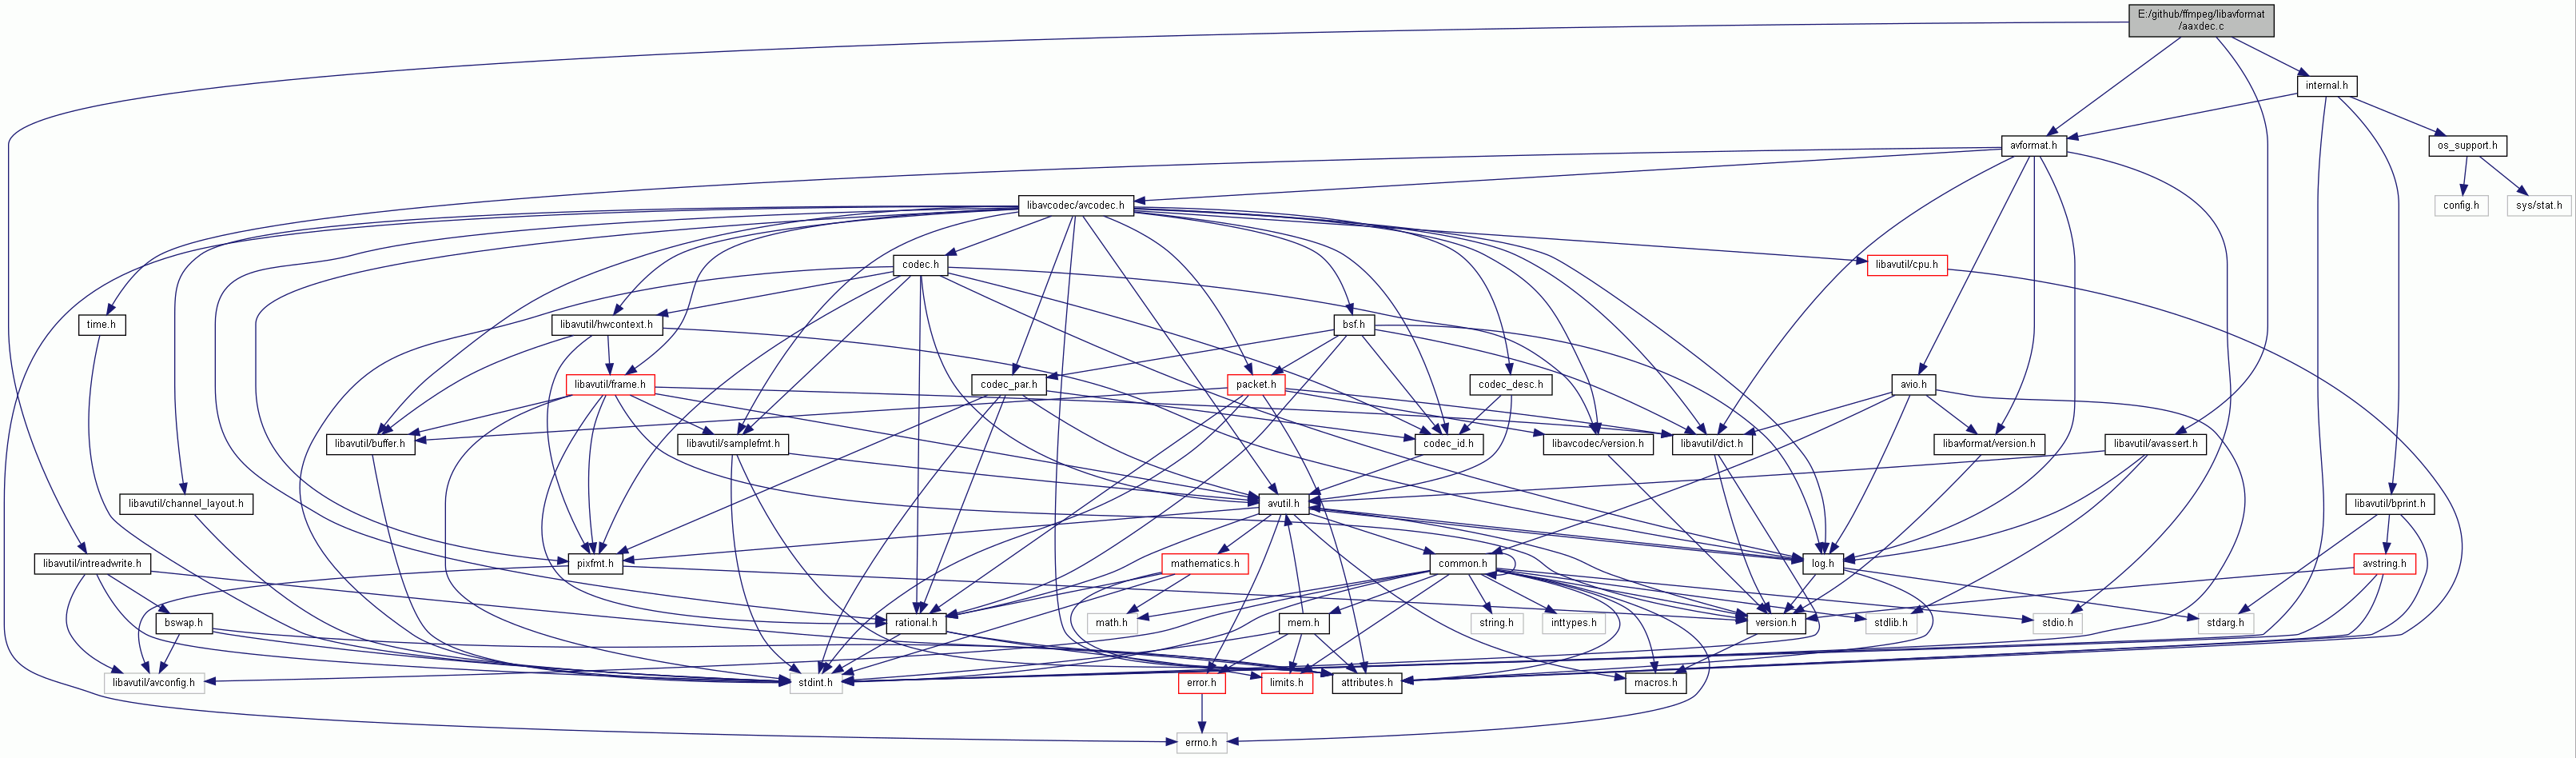 E:/github/ffmpeg/libavformat
/aaxdec.c
internal.h
avformat.h
os_support.h
libavcodec/avcodec.h
config.h
sys/stat.h
codec.h
libavutil/cpu.h
time.h
libavutil/hwcontext.h
bsf.h
libavutil/frame.h
codec_par.h
packet.h
codec_desc.h
avio.h
libavutil/buffer.h
libavutil/samplefmt.h
codec_id.h
libavcodec/version.h
libavutil/dict.h
libavformat/version.h
libavutil/avassert.h
libavutil/channel_layout.h
avutil.h
libavutil/bprint.h
libavutil/intreadwrite.h
pixfmt.h
mathematics.h
common.h
log.h
avstring.h
bswap.h
rational.h
math.h
mem.h
string.h
inttypes.h
version.h
stdlib.h
stdio.h
stdarg.h
libavutil/avconfig.h
stdint.h
error.h
limits.h
attributes.h
macros.h
errno.h